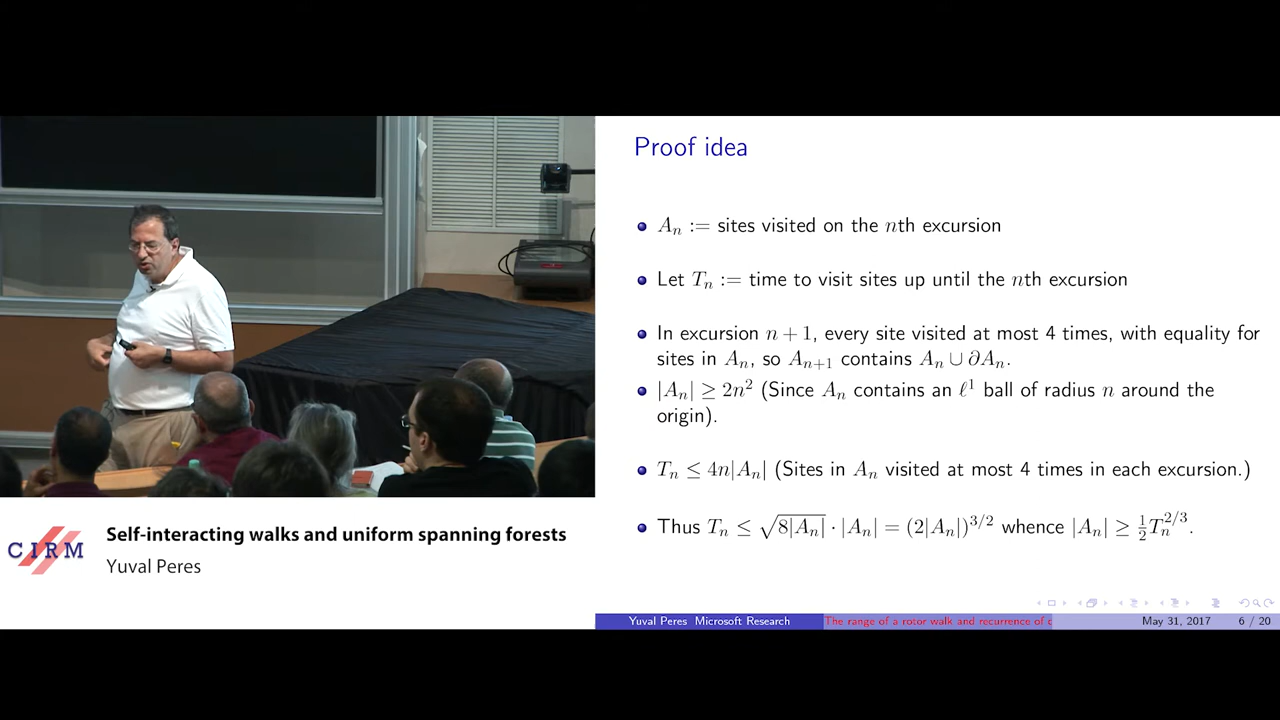 Proof idea
A_n := sites visited on the nth excursion
Let T_n := time to visit sites up until the nth excursion
In excursion n + 1, every site visited at most 4 times, with equality for
sites in A_n, so A_{n+1} contains A_n ∪ ∂A_n.
|A_n| ≥ 2n² (Since A_n contains an ℓ¹ ball of radius n around the
origin).
T_n ≤ 4n|A_n| (Sites in A_n visited at most 4 times in each excursion.)
Thus T_n ≤ √(8|A_n|) · |A_n| = (2|A_n|)^{3/2} whence |A_n| ≥ ½T_n^{2/3}.
CIRM
Self-interacting walks and uniform spanning forests
Yuval Peres
Yuval Peres Microsoft Research
The range of a rotor walk and recurrence of
May 31, 2017
6 / 20